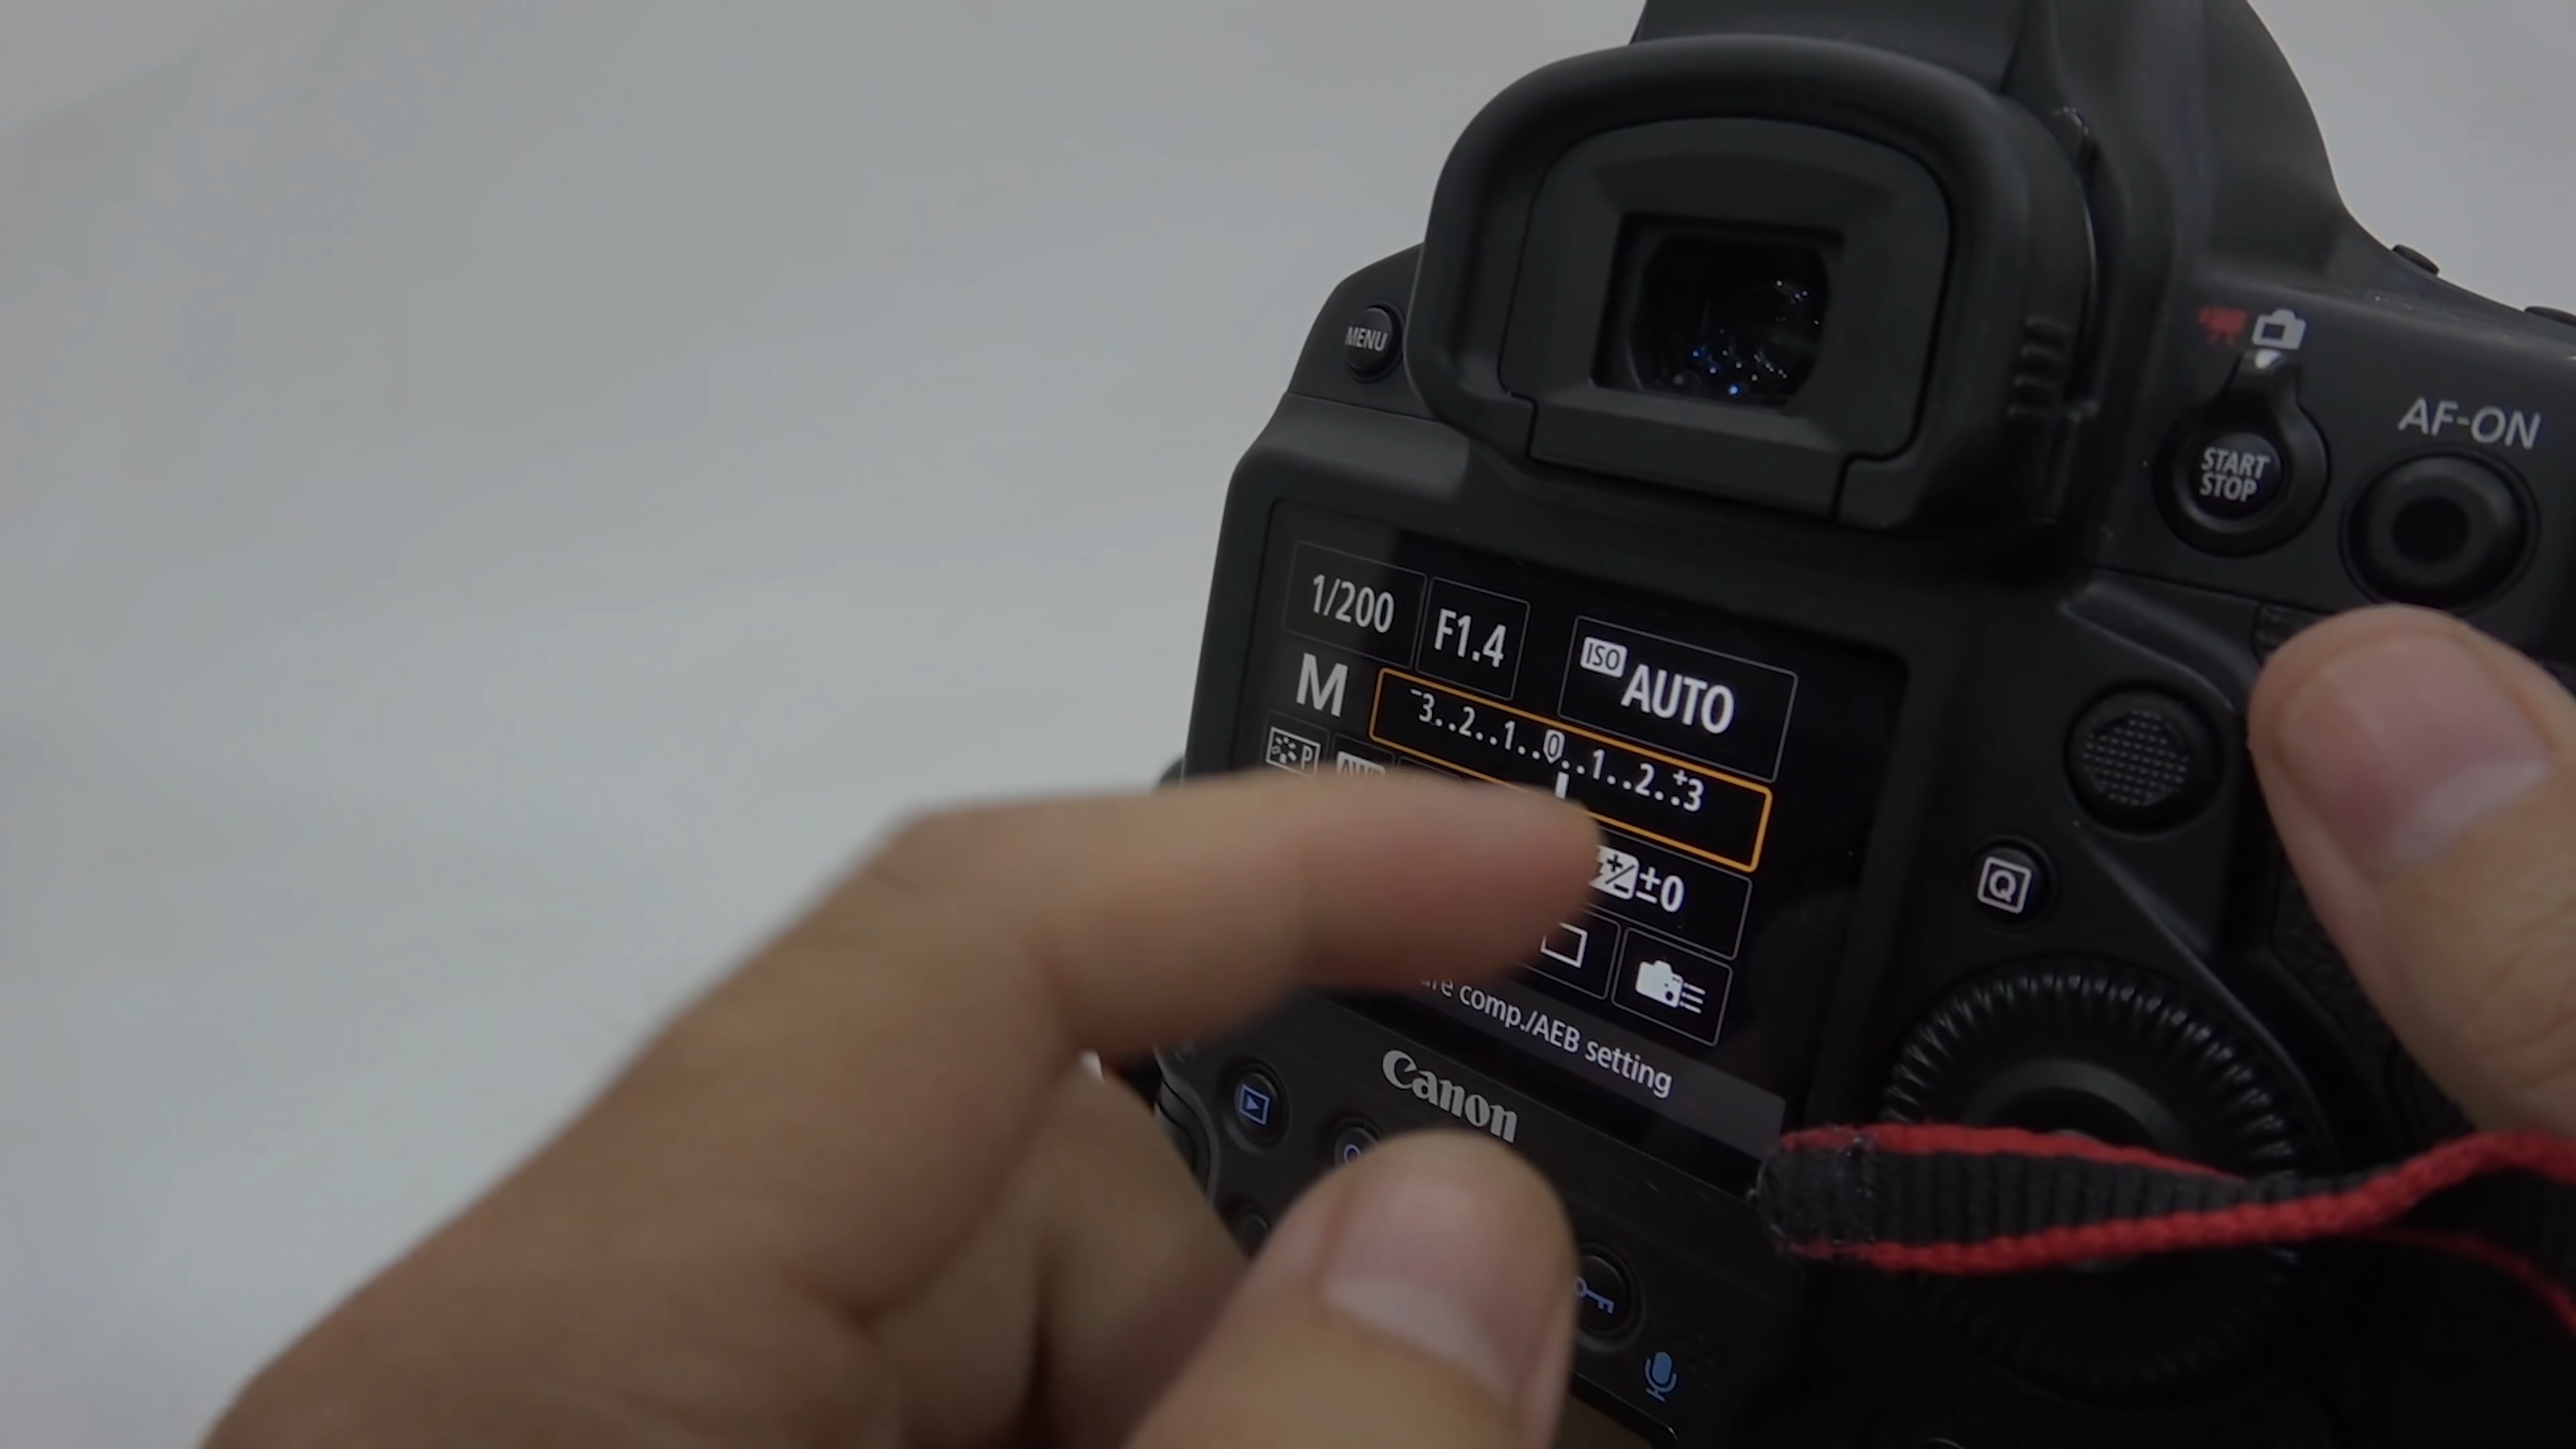 MENU
AF-ON
START
STOP
1/200
F1.4
ISO
AUTO
M
-3..2..1..0..1..2..+3
P
Q
±0
comp./AEB setting
Canon